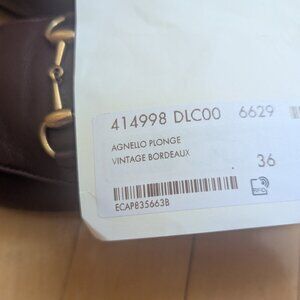 414998 DLC00 6629
AGNELLO PLONGE
VINTAGE BORDEAUX
36
ECAP835663B